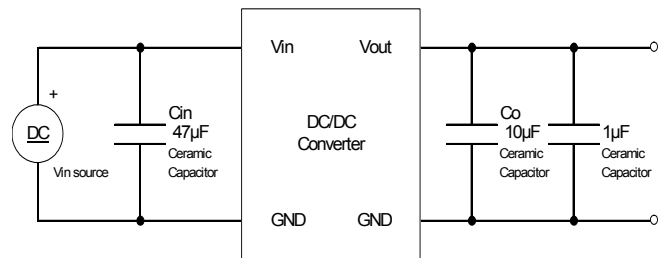 Vin Vout
+
Cin
47µF
Ceramic
Capacitor
DC
Vin source
DC/DC
Converter
Co
10µF
Ceramic
Capacitor
1µF
Ceramic
Capacitor
GND GND